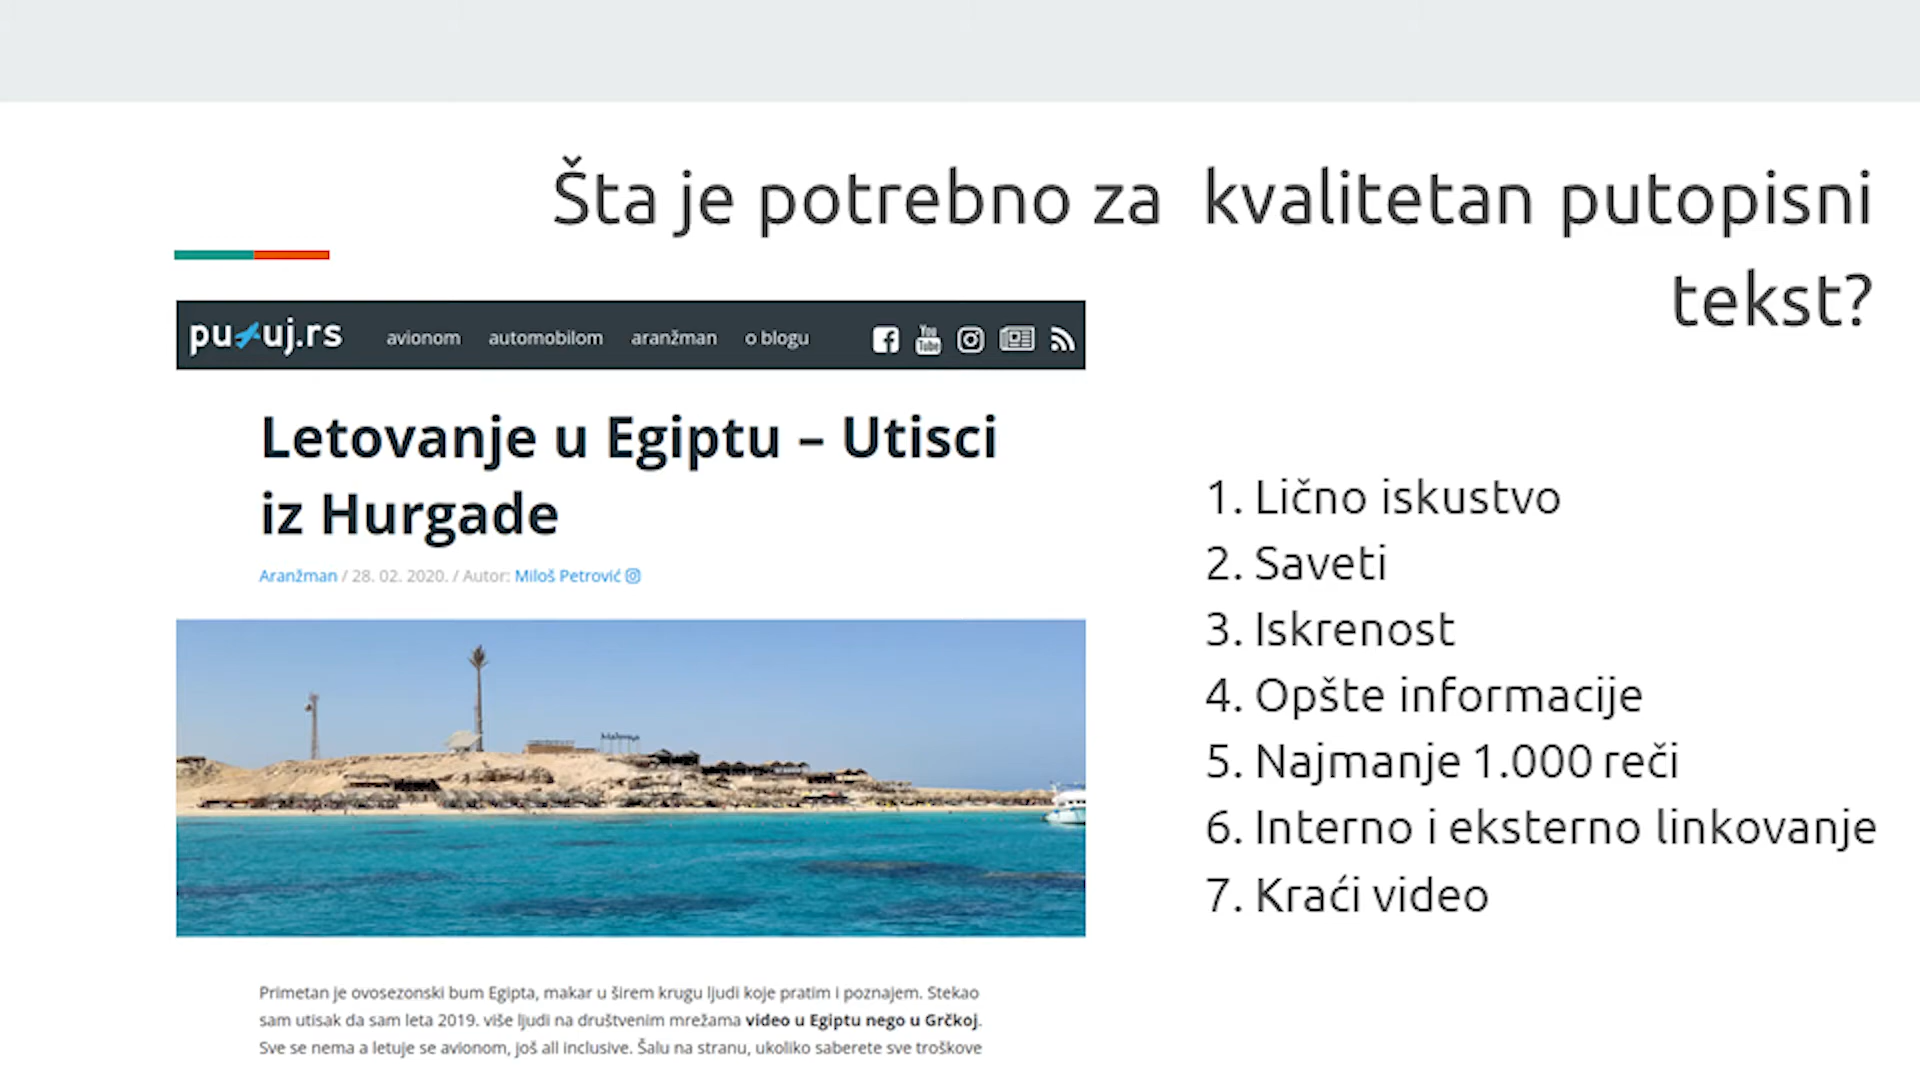 Šta je potrebno za kvalitetan putopisni
tekst?
putuj.rs avionom automobilom aranžman o blogu You Tube
Letovanje u Egiptu – Utisci
iz Hurgade
Aranžman / 28. 02. 2020. / Autor: Miloš Petrović
Primetan je ovosezonski bum Egipta, makar u širem krugu ljudi koje pratim i poznajem. Stekao
sam utisak da sam leta 2019. više ljudi na društvenim mrežama video u Egiptu nego u Grčkoj.
Sve se nema a letuje se avionom, još all inclusive. Šalu na stranu, ukoliko saberete sve troškove
1. Lično iskustvo
2. Saveti
3. Iskrenost
4. Opšte informacije
5. Najmanje 1.000 reči
6. Interno i eksterno linkovanje
7. Kraći video